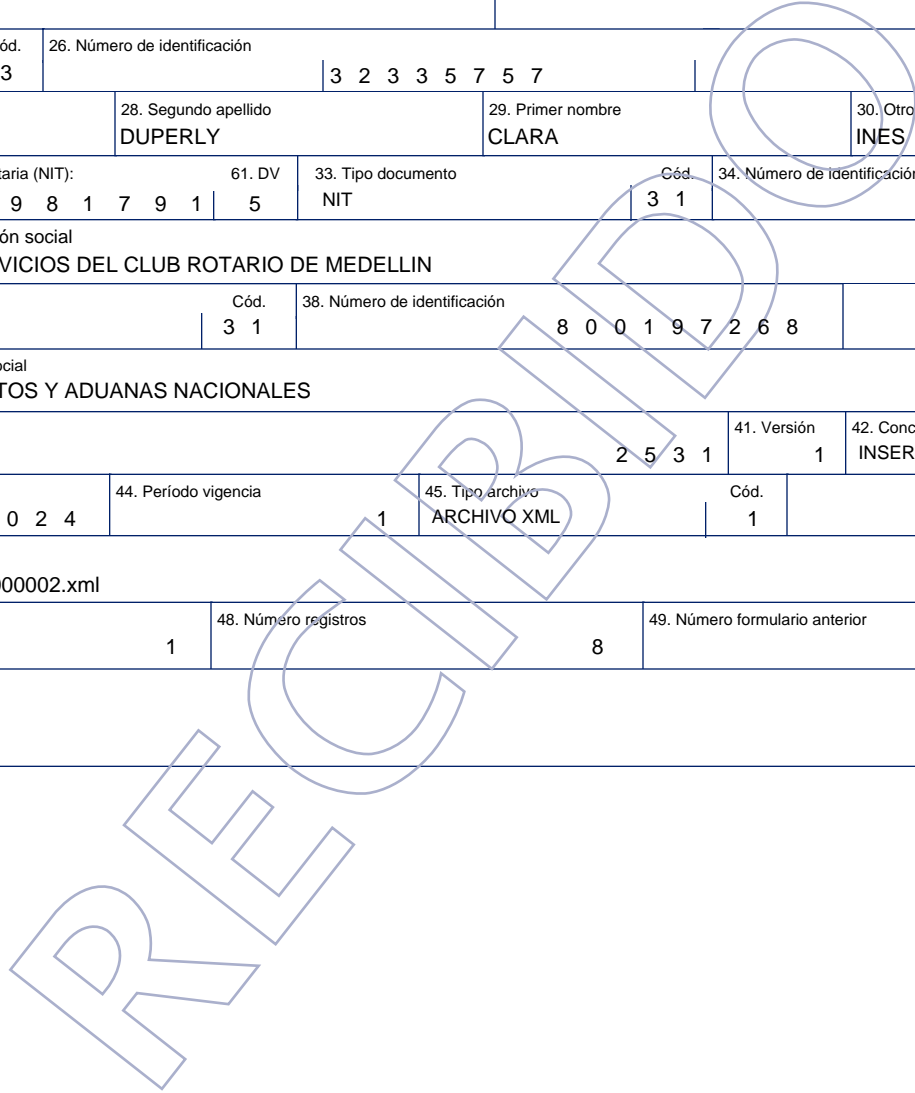 ód. 26. Número de identificación
3 3 2 3 3 5 7 5 7
28. Segundo apellido 29. Primer nombre 30. Otro
DUPERLY CLARA INES
taria (NIT): 61. DV 33. Tipo documento Cód. 34. Número de identificación
9 8 1 7 9 1 5 NIT 3 1
ón social
VICIOS DEL CLUB ROTARIO DE MEDELLIN
Cód. 38. Número de identificación
3 1 8 0 0 1 9 7 2 6 8
ocial
TOS Y ADUANAS NACIONALES
41. Versión 42. Conc
2 5 3 1 1 INSER
44. Período vigencia 45. Tipo archivo Cód.
0 2 4 1 ARCHIVO XML 1
000002.xml
48. Número registros 49. Número formulario anterior
1 8
RECIBIDO